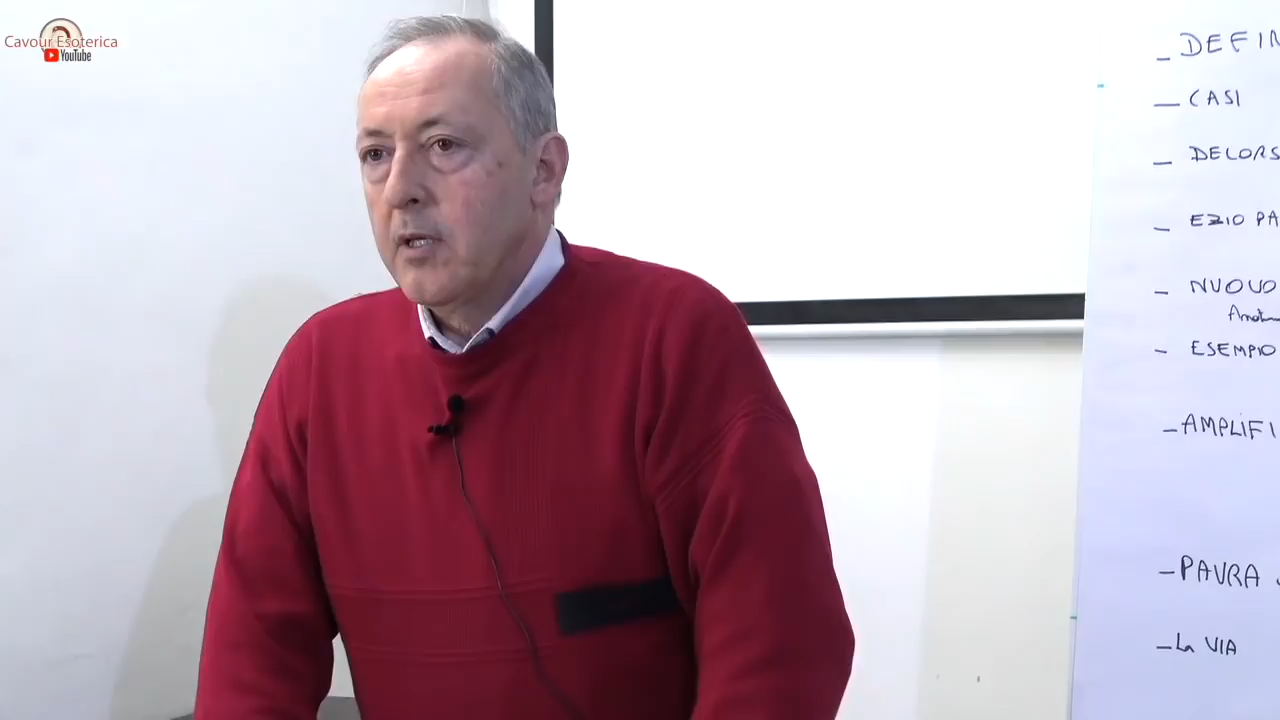 Cavour Esoterica
YouTube
_ DEFIN
— CASI
— DELORS
— EZIO PA
— NUOVO
- ESEMPIO
- AMPLIFI
- PAURA
- La VIA